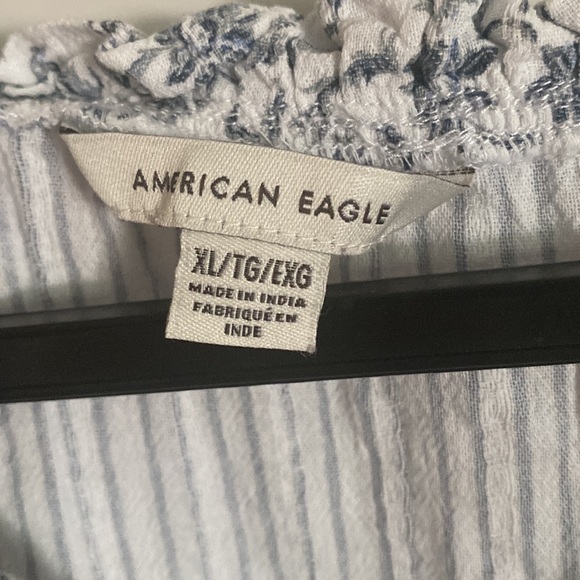 AMERICAN EAGLE
XL/TG/EXG
MADE IN INDIA
FABRIQUÉ EN
INDE